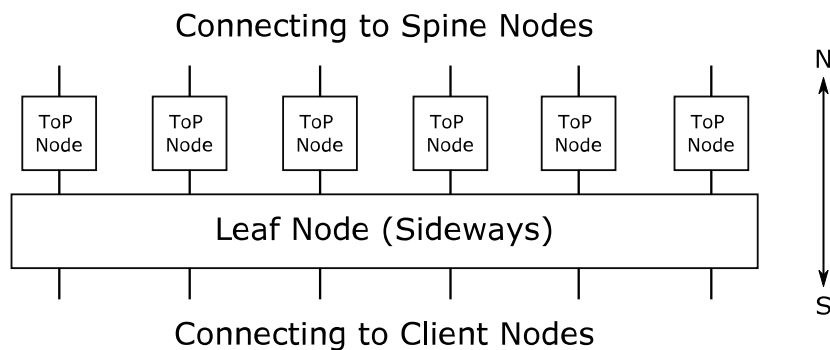 Connecting to Spine Nodes
N
ToP
Node
ToP
Node
ToP
Node
ToP
Node
ToP
Node
ToP
Node
Leaf Node (Sideways)
S
Connecting to Client Nodes